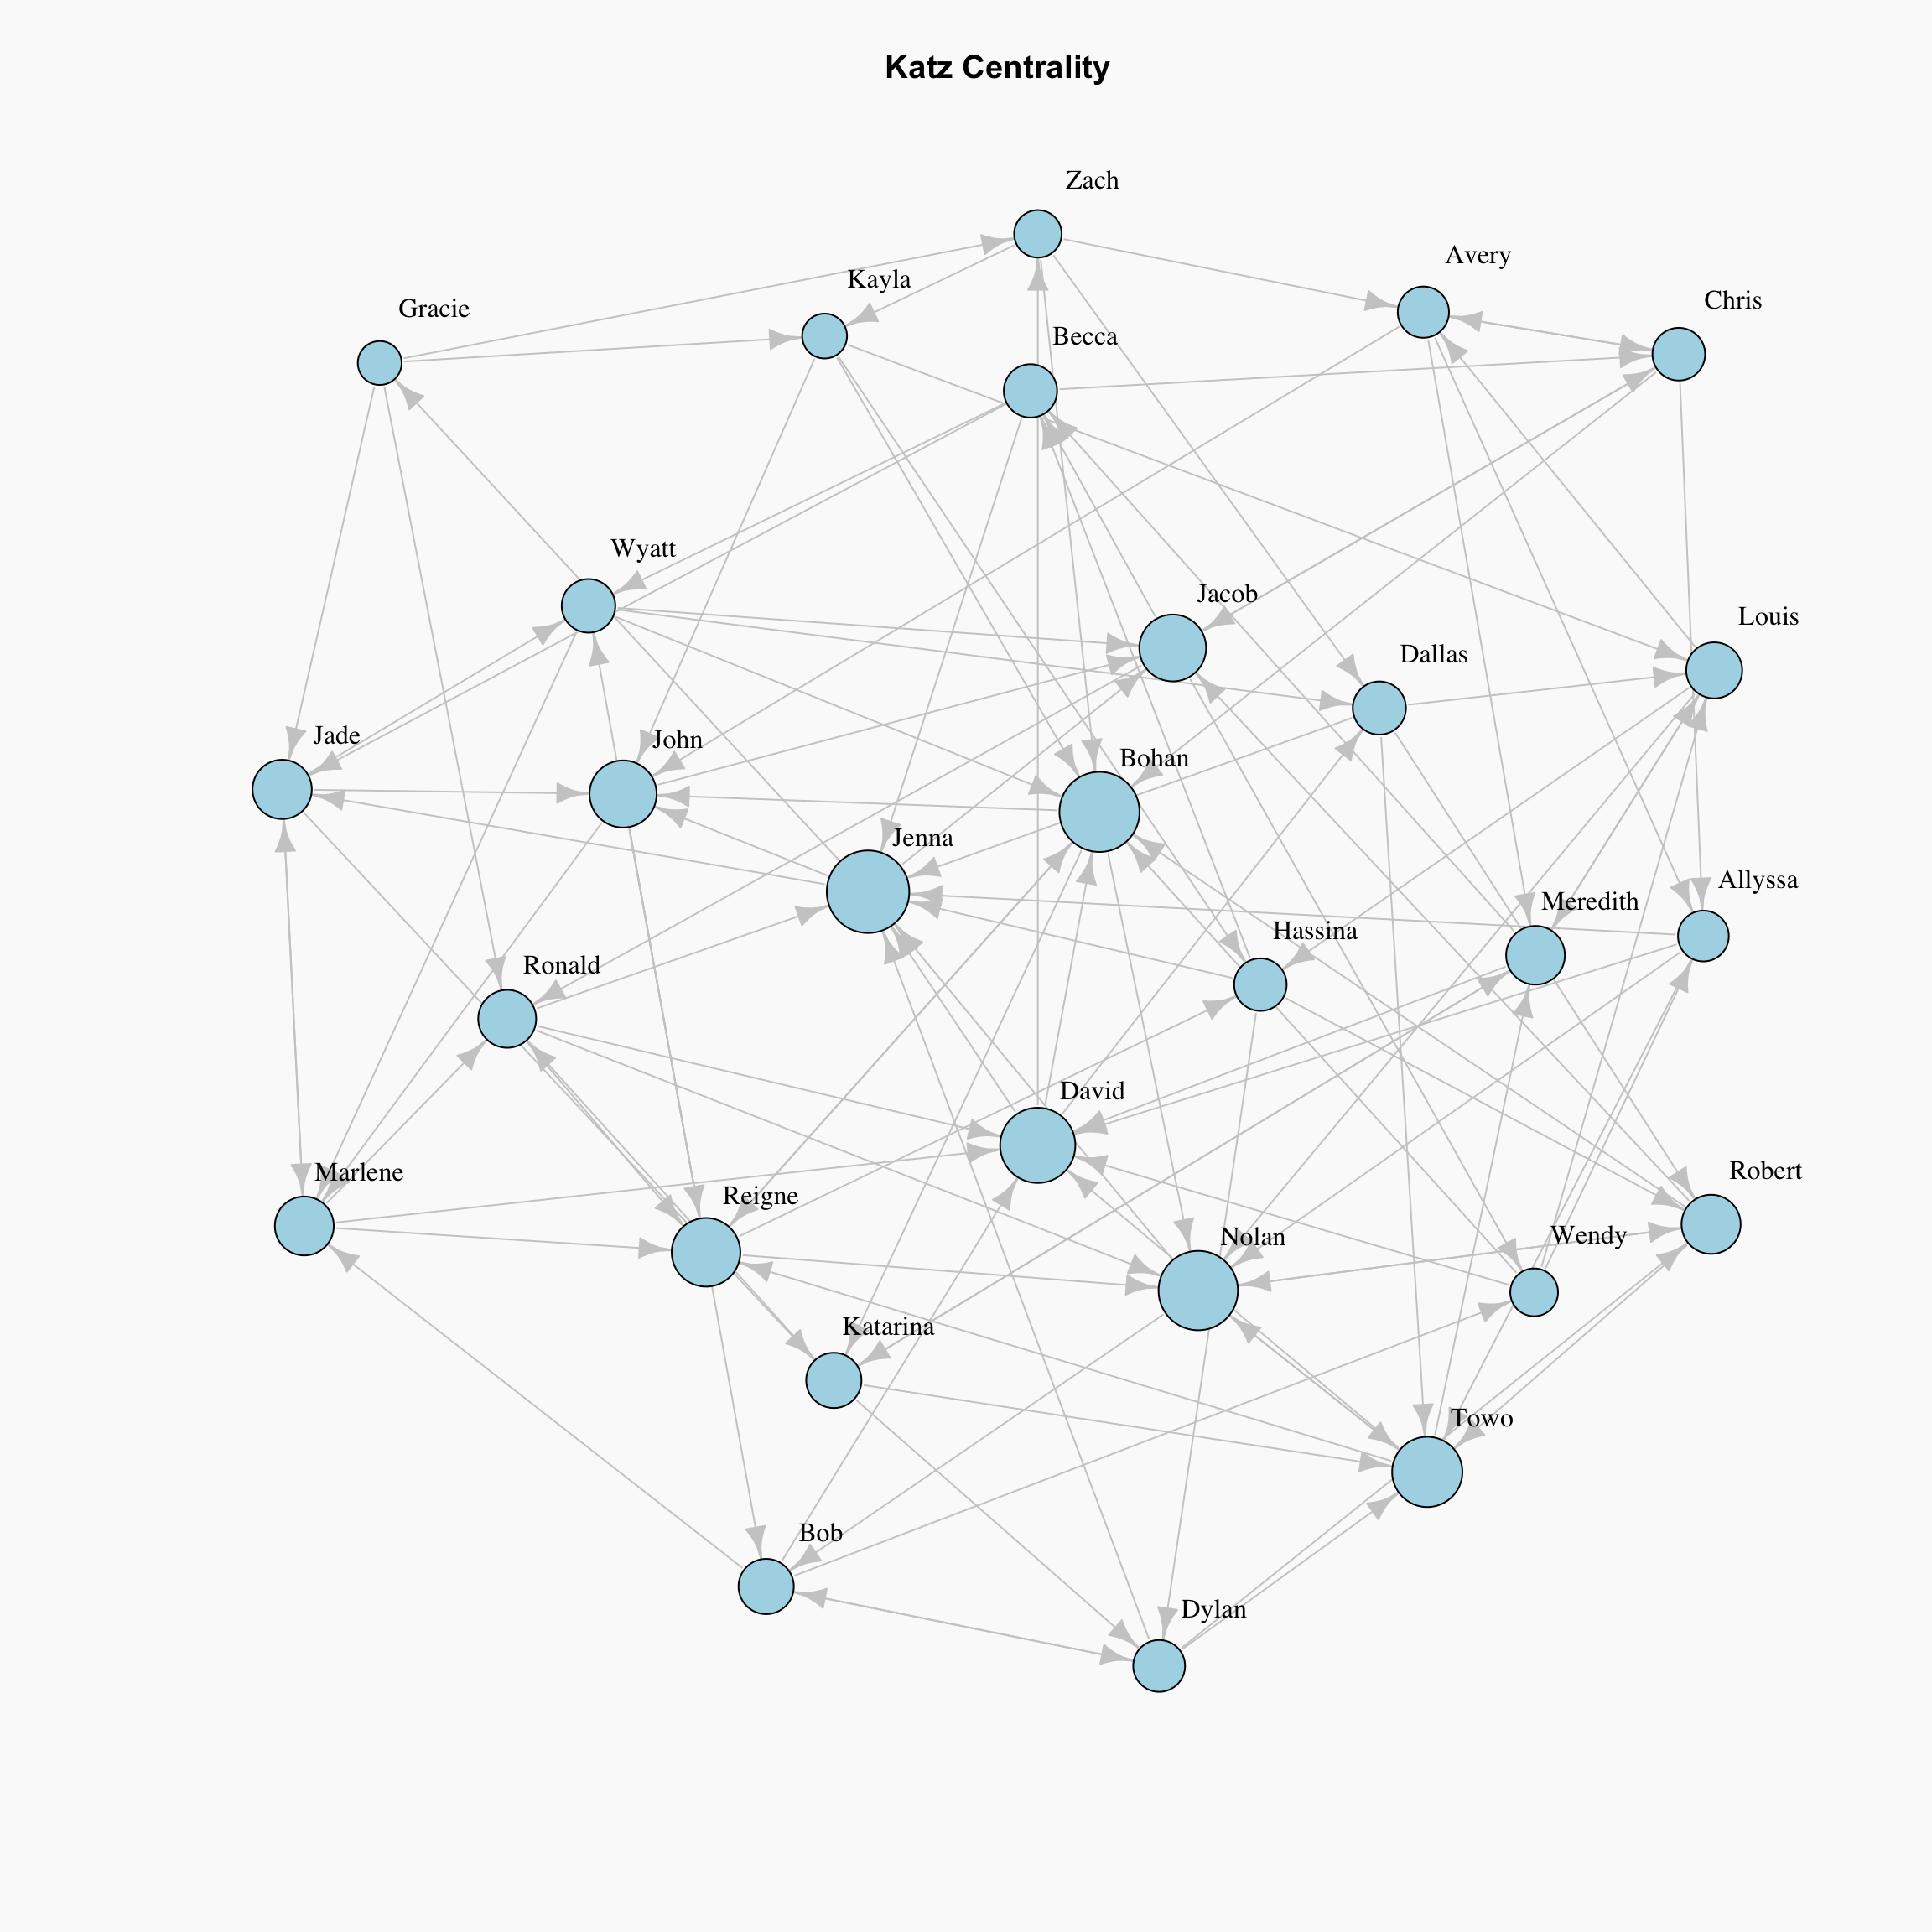 Katz Centrality
Zach
Avery
Kayla
Chris
Gracie
Becca
Wyatt
Jacob
Louis
Dallas
Jade
John
Bohan
Jenna
Allyssa
Meredith
Hassina
Ronald
David
Marlene
Robert
Reigne
Nolan
Wendy
Katarina
Towo
Bob
Dylan